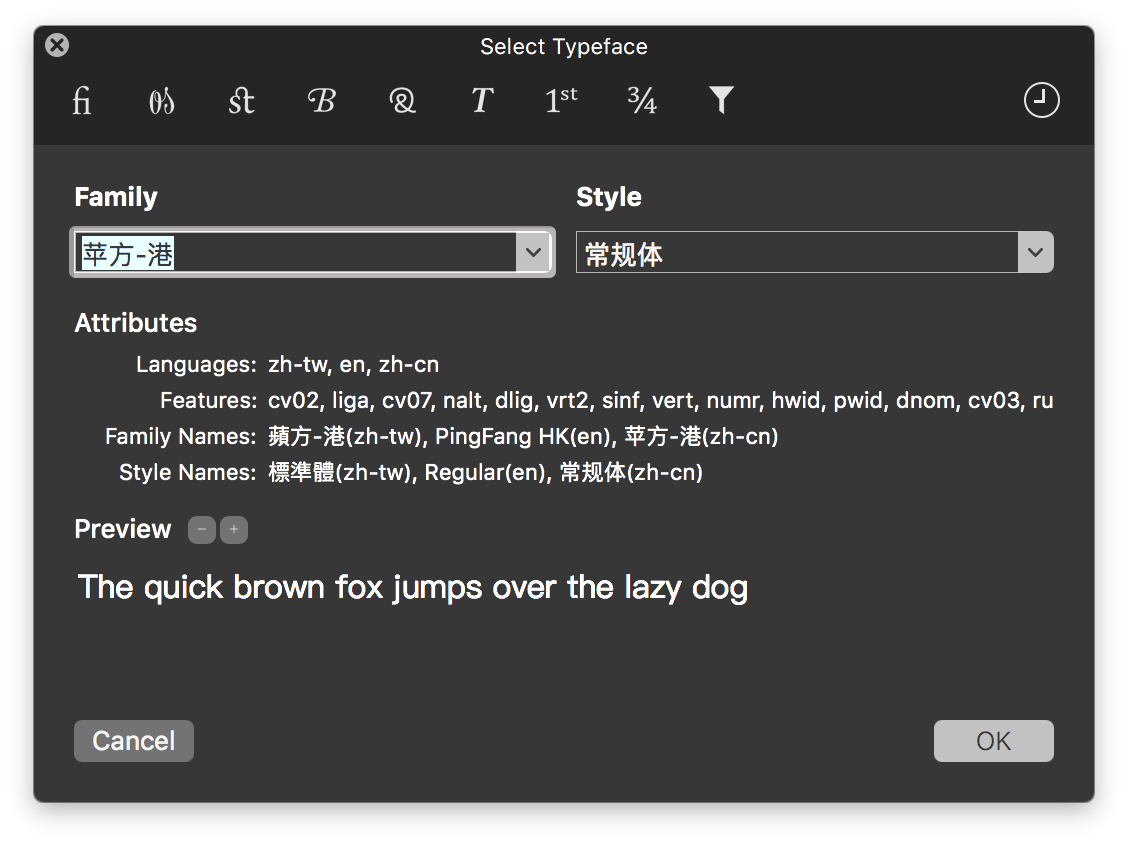 Select Typeface
fi st B & T 1st ¾
Family Style
苹方-港 常规体
Attributes
Languages: zh-tw, en, zh-cn
Features: cv02, liga, cv07, nalt, dlig, vrt2, sinf, vert, numr, hwid, pwid, dnom, cv03, ru
Family Names: 蘋方-港(zh-tw), PingFang HK(en), 苹方-港(zh-cn)
Style Names: 標準體(zh-tw), Regular(en), 常规体(zh-cn)
Preview - +
The quick brown fox jumps over the lazy dog
Cancel OK